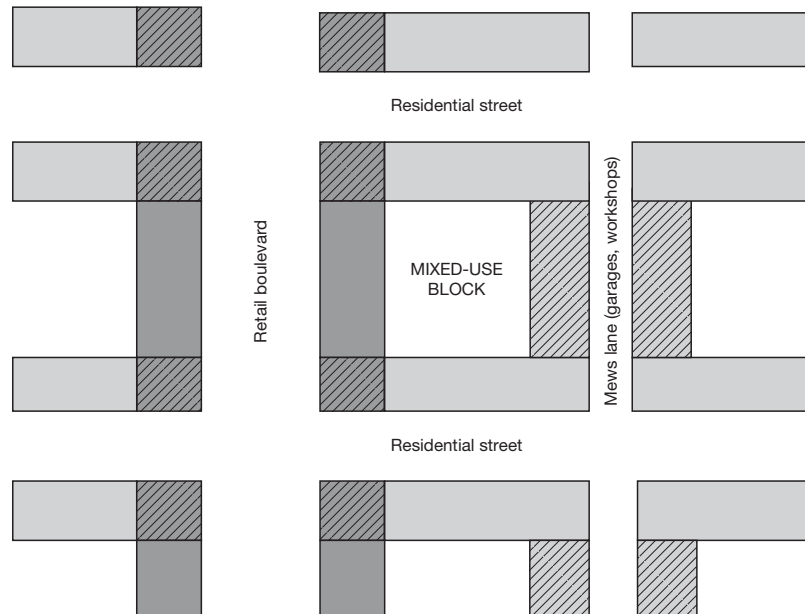 Residential street
Retail boulevard
MIXED-USE
BLOCK
Mews lane (garages, workshops)
Residential street